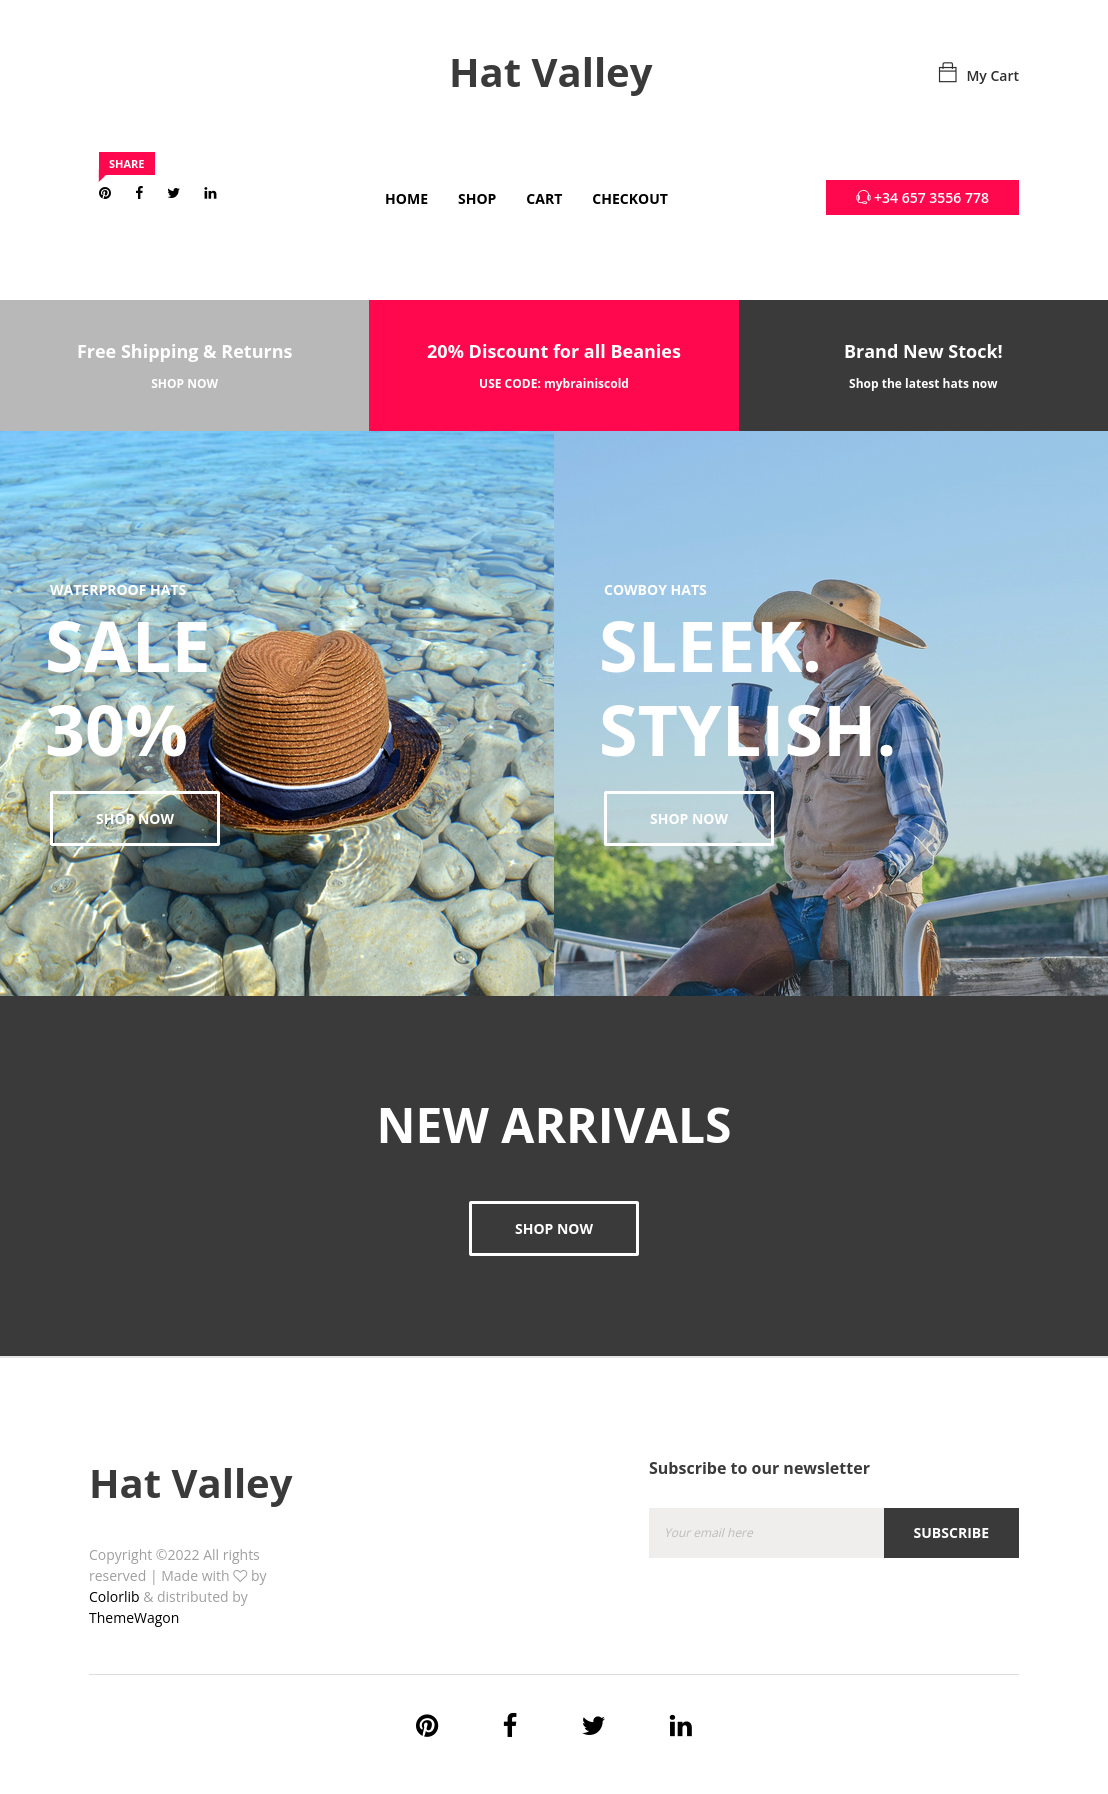 Hat Valley
My Cart
SHARE
HOME SHOP CART CHECKOUT
+34 657 3556 778
Free Shipping & Returns
SHOP NOW
20% Discount for all Beanies
USE CODE: mybrainiscold
Brand New Stock!
Shop the latest hats now
WATERPROOF HATS
SALE
30%
SHOP NOW
COWBOY HATS
SLEEK.
STYLISH.
SHOP NOW
NEW ARRIVALS
SHOP NOW
Hat Valley
Copyright ©2022 All rights
reserved | Made with ♡ by
Colorlib & distributed by
ThemeWagon
Subscribe to our newsletter
Your email here
SUBSCRIBE